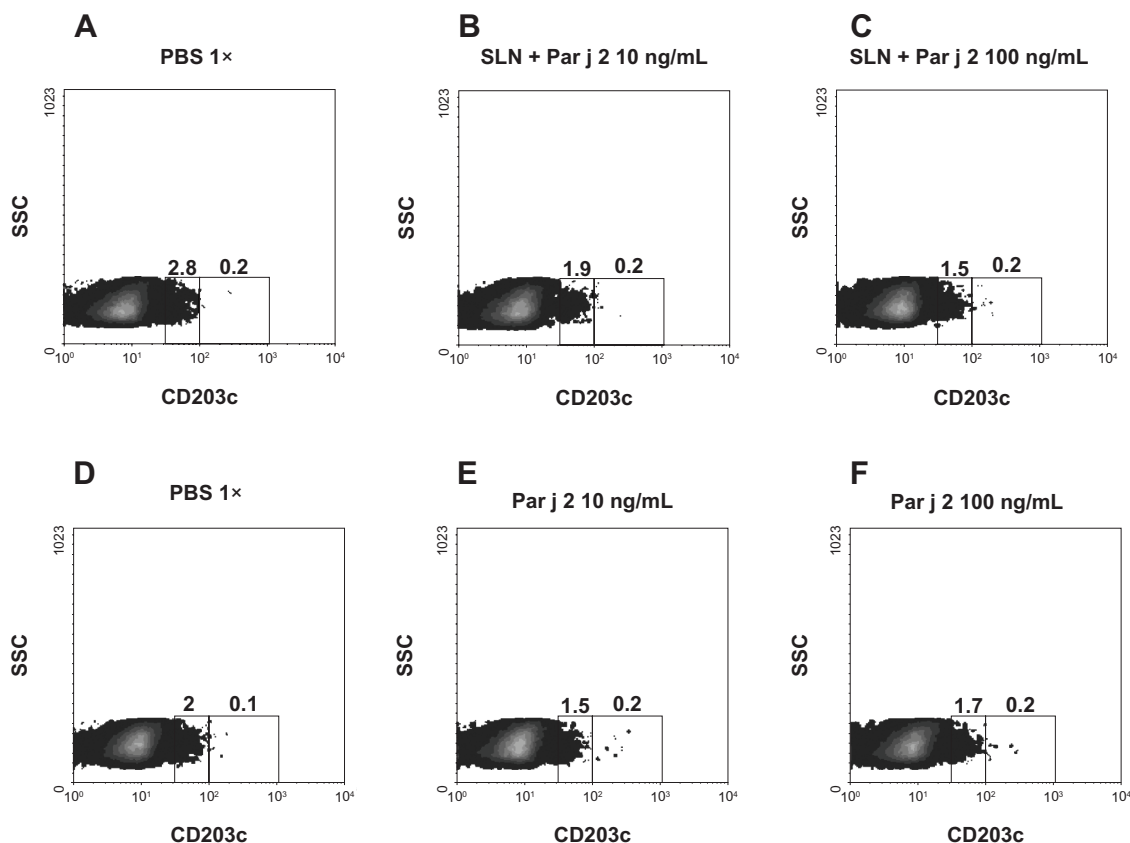 A
PBS 1×
1023
SSC
2.8 0.2
0
10⁰ 10¹ 10² 10³ 10⁴
CD203c
B
SLN + Par j 2 10 ng/mL
1023
SSC
1.9 0.2
0
10⁰ 10¹ 10² 10³ 10⁴
CD203c
C
SLN + Par j 2 100 ng/mL
1023
SSC
1.5 0.2
0
10⁰ 10¹ 10² 10³ 10⁴
CD203c
D
PBS 1×
1023
SSC
2 0.1
0
10⁰ 10¹ 10² 10³ 10⁴
CD203c
E
Par j 2 10 ng/mL
1023
SSC
1.5 0.2
0
10⁰ 10¹ 10² 10³ 10⁴
CD203c
F
Par j 2 100 ng/mL
1023
SSC
1.7 0.2
0
10⁰ 10¹ 10² 10³ 10⁴
CD203c